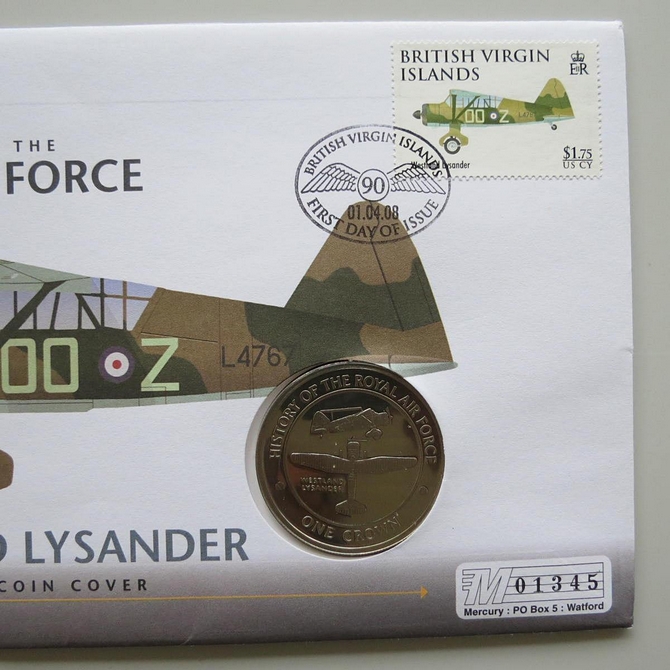 BRITISH VIRGIN
ISLANDS
ER
OO Z
L476
$1.75
US CY
Westland Lysander
BRITISH VIRGIN ISLANDS
90
01.04.08
FIRST DAY OF ISSUE
THE
FORCE
OO Z
L4767
HISTORY OF THE ROYAL AIR FORCE
WESTLAND
LYSANDER
ONE CROWN
D LYSANDER
COIN COVER
M 01345
Mercury : PO Box 5 : Watford